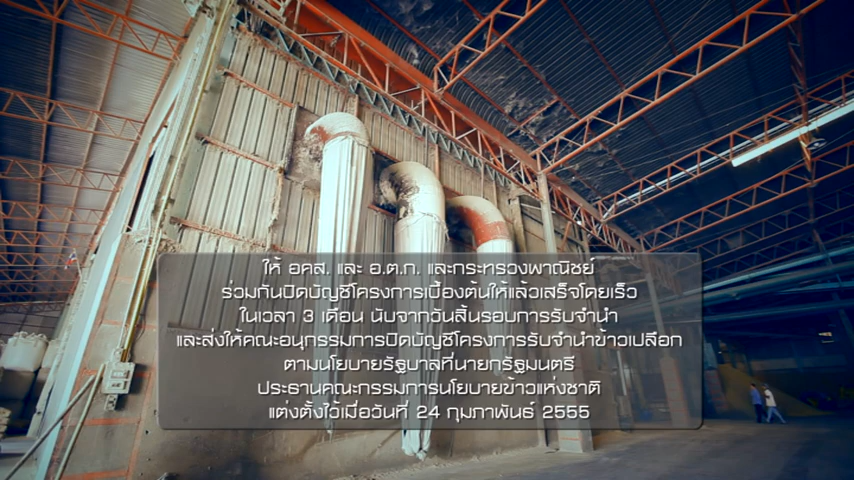 ให้ อคส. และ อ.ต.ก. และกระทรวงพาณิชย์
ร่วมกันปิดบัญชีโครงการเบื้องต้นให้แล้วเสร็จโดยเร็ว
ในเวลา 3 เดือน นับจากวันสิ้นรอบการรับจำนำ
และส่งให้คณะอนุกรรมการปิดบัญชีโครงการรับจำนำข้าวเปลือก
ตามนโยบายรัฐบาลที่นายกรัฐมนตรี
ประธานคณะกรรมการนโยบายข้าวแห่งชาติ
แต่งตั้งไว้เมื่อวันที่ 24 กุมภาพันธ์ 2555